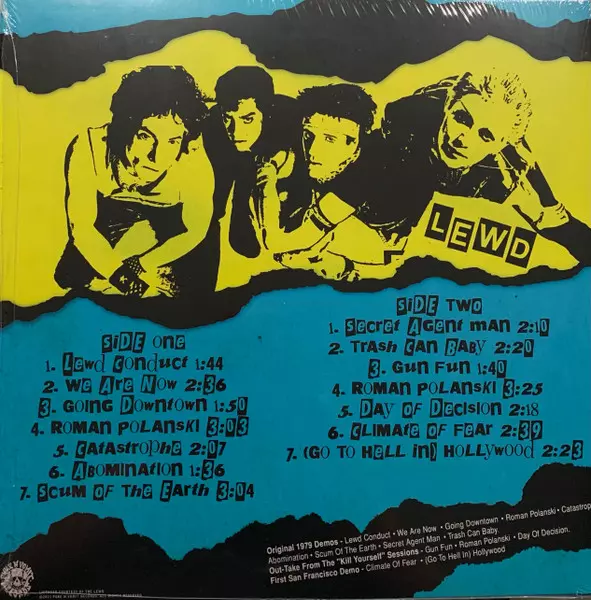 LEWD
SiDE one
1. Lewd Conduct 1:44
2. We Are Now 2:36
3. Going Downtown 1:50
4. Roman Polanski 3:03
5. Catastrophe 2:07
6. Abomination 1:36
7. Scum of The Earth 3:04
SiDE Two
1. Secret Agent man 2:10
2. Trash Can Baby 2:20
3. Gun Fun 1:40
4. Roman Polanski 3:25
5. Day of Decision 2:18
6. Climate of Fear 2:39
7. (Go To Hell in) Hollywood 2:23
Original 1979 Demos - Lewd Conduct • We Are Now • Going Downtown • Roman Polanski • Catastrop
Abomination • Scum Of The Earth • Secret Agent Man • Trash Can Baby.
Out-Take From The "Kill Yourself" Sessions - Gun Fun • Roman Polanski • Day Of Decision.
First San Francisco Demo - Climate Of Fear • (Go To Hell In) Hollywood